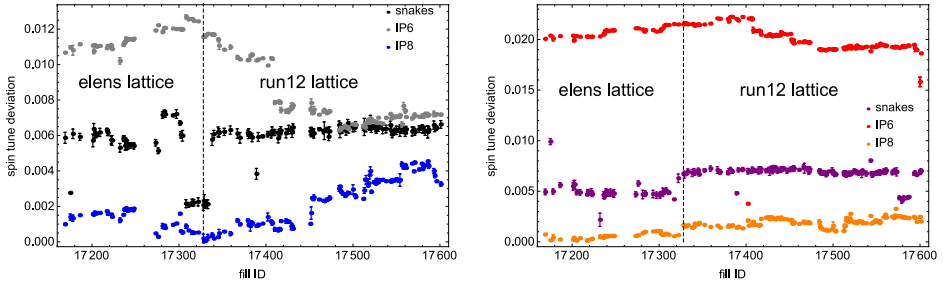 spin tune deviation
0.012
0.010
0.008
0.006
0.004
0.002
0.000
snakes
IP6
IP8
elens lattice
run12 lattice
17200
17300
17400
17500
17600
fill ID
spin tune deviation
0.020
0.015
0.010
0.005
0.000
elens lattice
run12 lattice
snakes
IP6
IP8
17200
17300
17400
17500
17600
fill ID